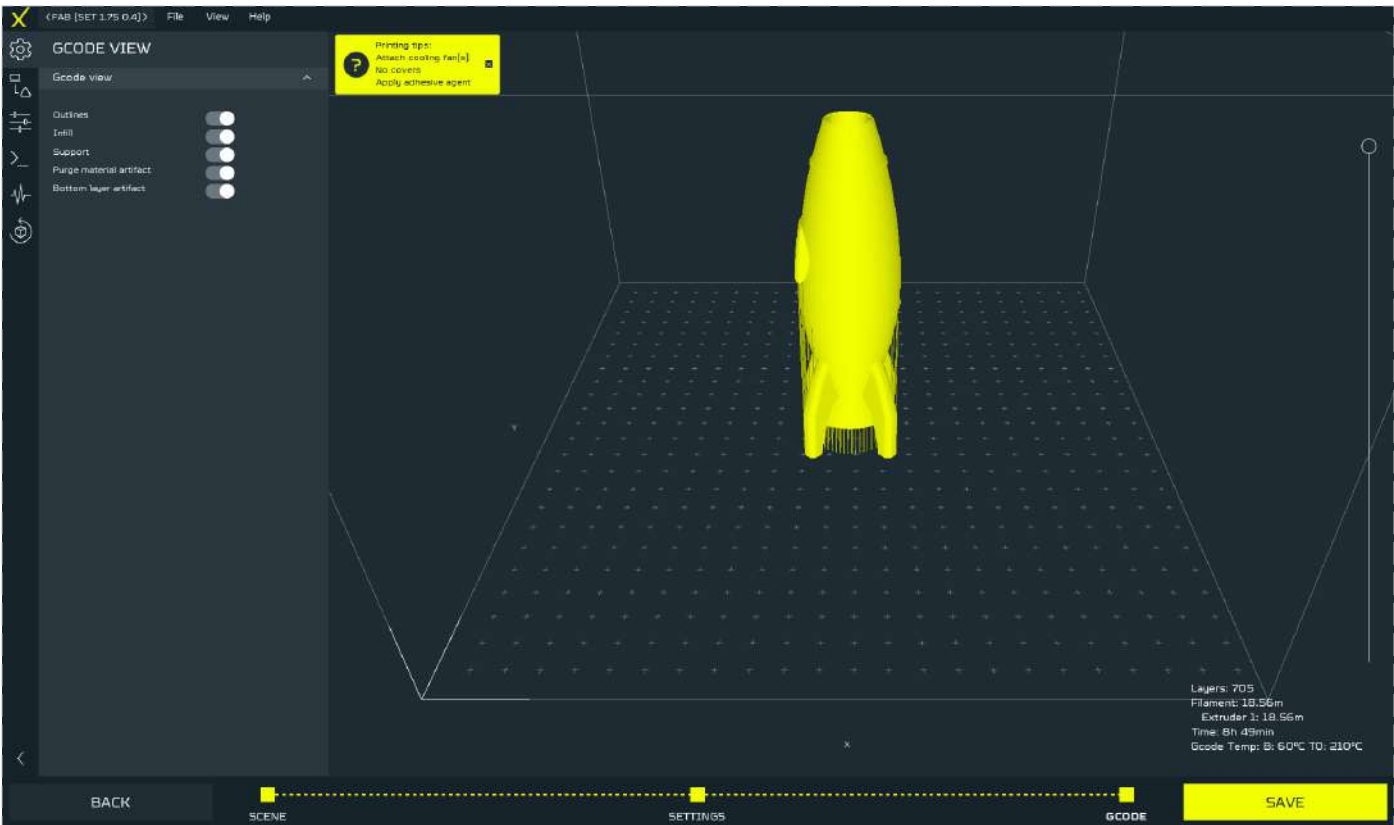 <FAB [SET 1.75 0.4]> File View Help
GCODE VIEW
Gcode view
Outlines
Infill
Support
Purge material artifact
Bottom layer artifact
Printing tips:
Attach cooling fan[s]
No covers
Apply adhesive agent
Y
X
Layers: 705
Filament: 18.56m
Extruder 1: 18.56m
Time: 8h 49min
Gcode Temp: B: 60°C T0: 210°C
BACK
SCENE
SETTINGS
GCODE
SAVE